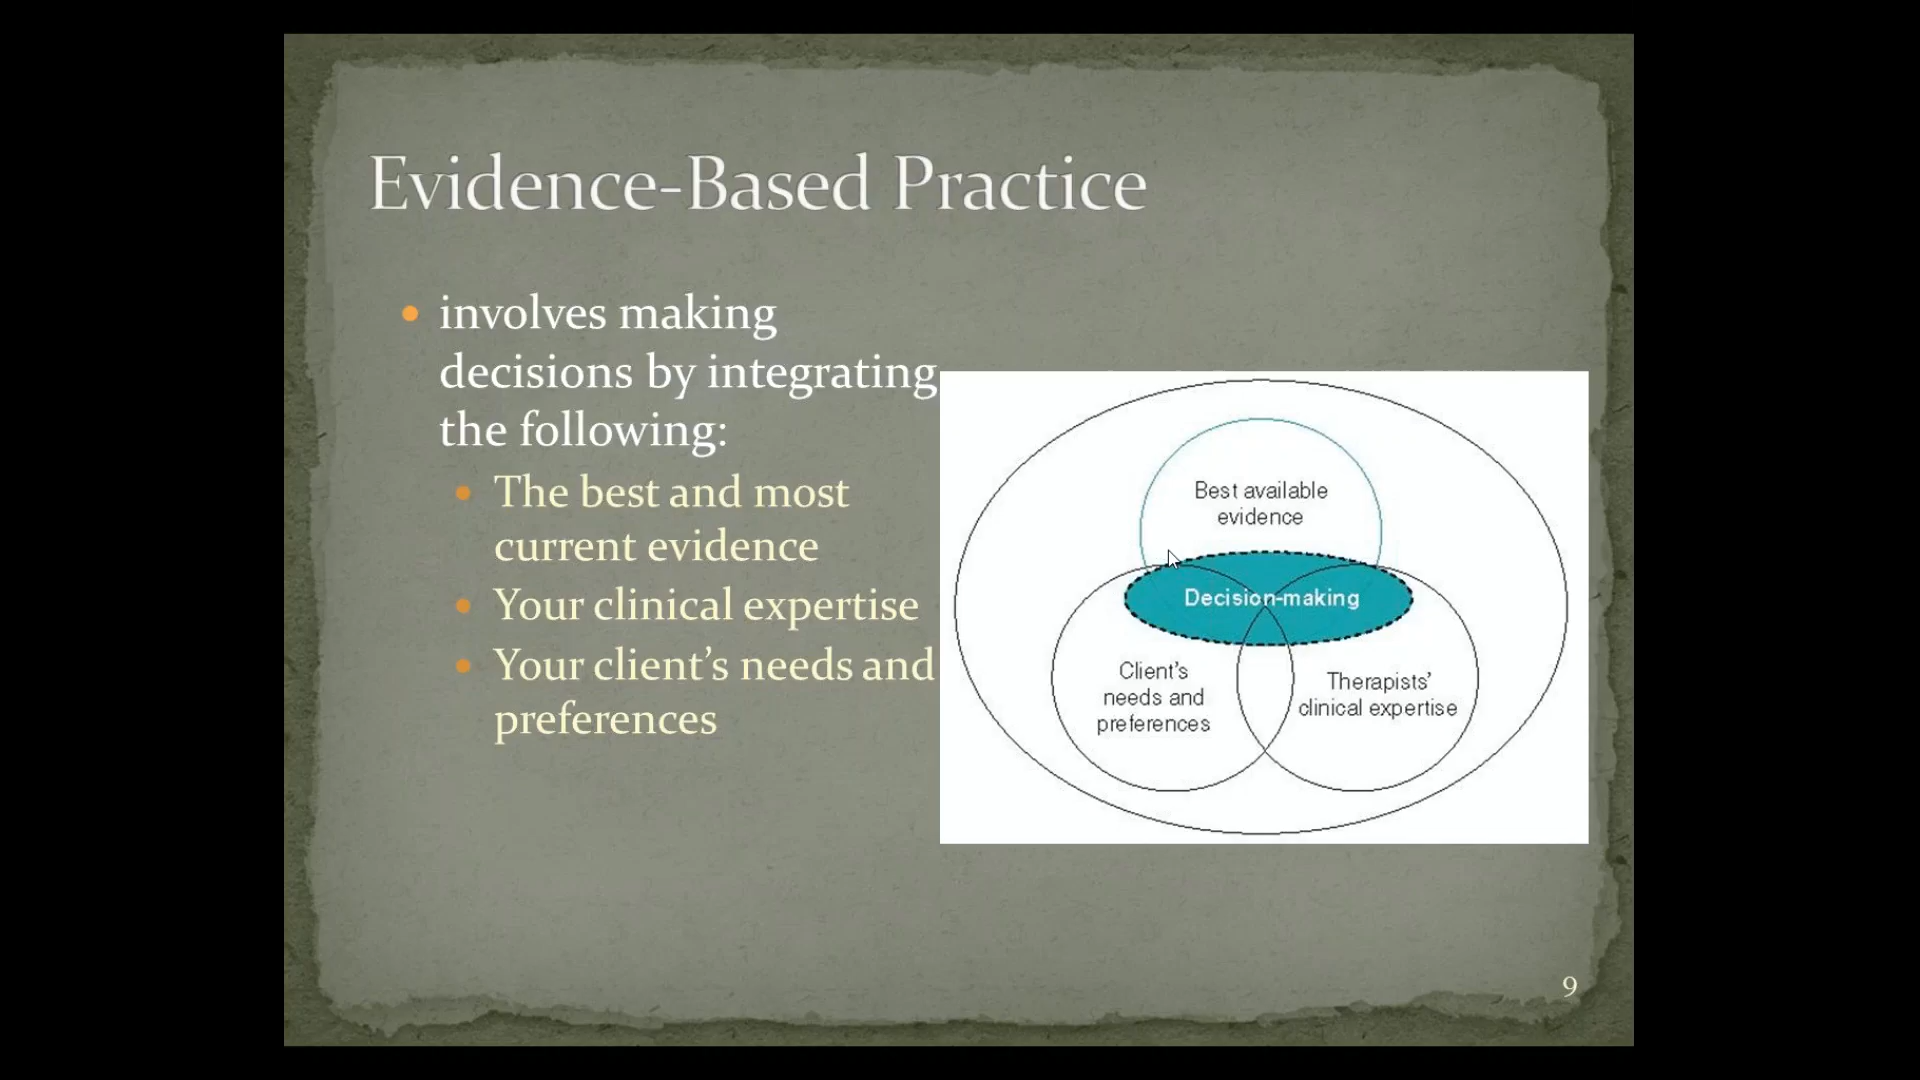 Evidence-Based Practice
involves making
decisions by integrating
the following:
The best and most
current evidence
Your clinical expertise
Your client's needs and
preferences
Best available
evidence
Decision-making
Client's
needs and
preferences
Therapists'
clinical expertise
9